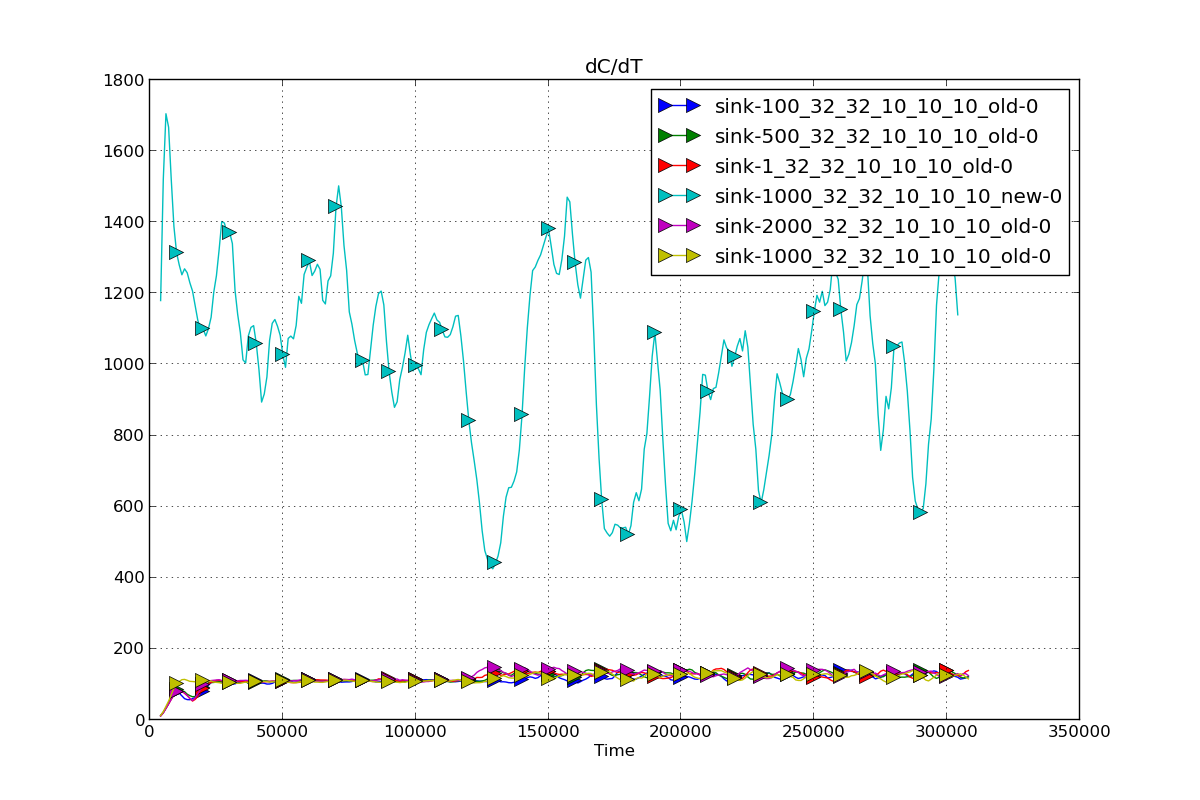 dC/dT
1800
1600
1400
1200
1000
800
600
400
200
0
sink-100_32_32_10_10_10_old-0
sink-500_32_32_10_10_10_old-0
sink-1_32_32_10_10_10_old-0
sink-1000_32_32_10_10_10_new-0
sink-2000_32_32_10_10_10_old-0
sink-1000_32_32_10_10_10_old-0
0 50000 100000 150000 200000 250000 300000 350000
Time